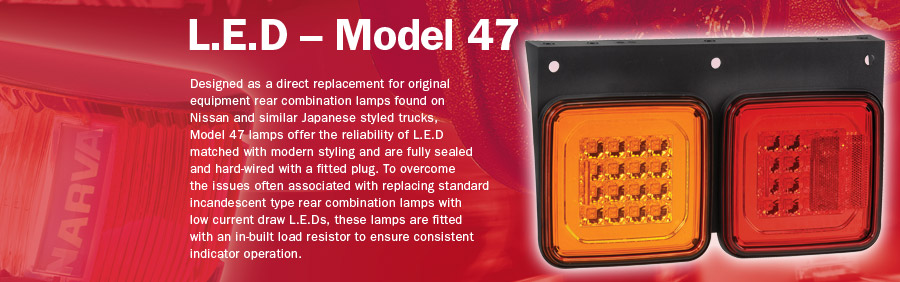 L.E.D – Model 47
Designed as a direct replacement for original
equipment rear combination lamps found on
Nissan and similar Japanese styled trucks,
Model 47 lamps offer the reliability of L.E.D
matched with modern styling and are fully sealed
and hard-wired with a fitted plug. To overcome
the issues often associated with replacing standard
incandescent type rear combination lamps with
low current draw L.E.Ds, these lamps are fitted
with an in-built load resistor to ensure consistent
indicator operation.
NARVA